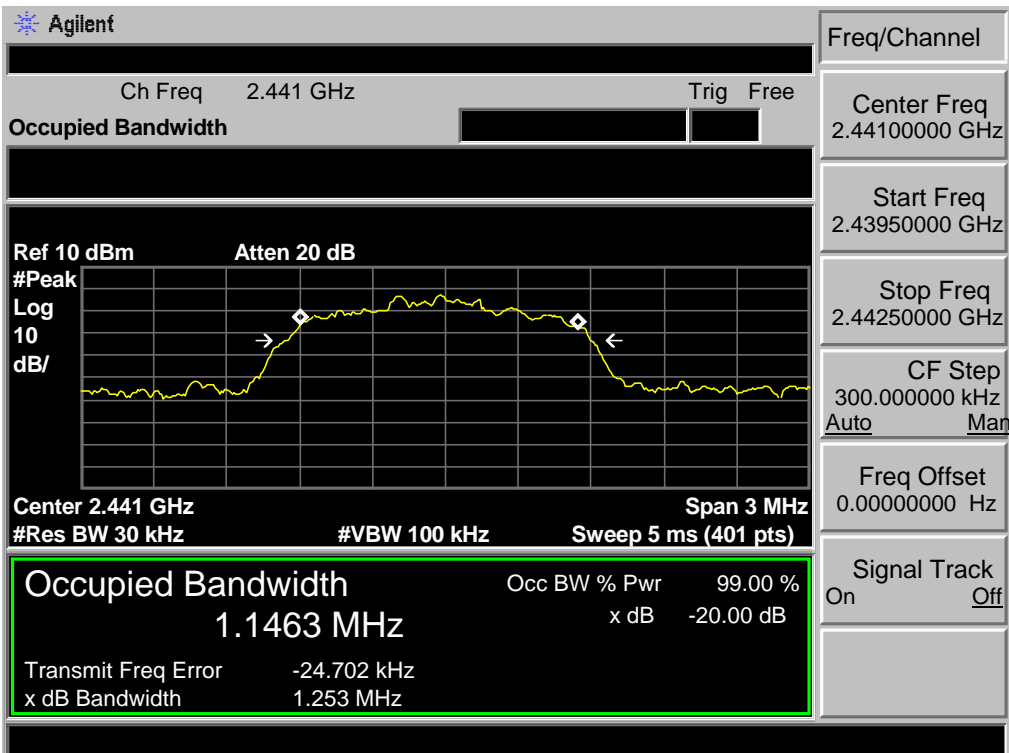 Agilent
Freq/Channel
Ch Freq 2.441 GHz Trig Free
Occupied Bandwidth
Center Freq
2.44100000 GHz
Start Freq
2.43950000 GHz
Ref 10 dBm Atten 20 dB
#Peak
Log
10
dB/
Stop Freq
2.44250000 GHz
CF Step
300.000000 kHz
Auto Man
Center 2.441 GHz Span 3 MHz
#Res BW 30 kHz #VBW 100 kHz Sweep 5 ms (401 pts)
Freq Offset
0.00000000 Hz
Occupied Bandwidth Occ BW % Pwr 99.00 %
1.1463 MHz x dB -20.00 dB
Transmit Freq Error -24.702 kHz
x dB Bandwidth 1.253 MHz
Signal Track
On Off